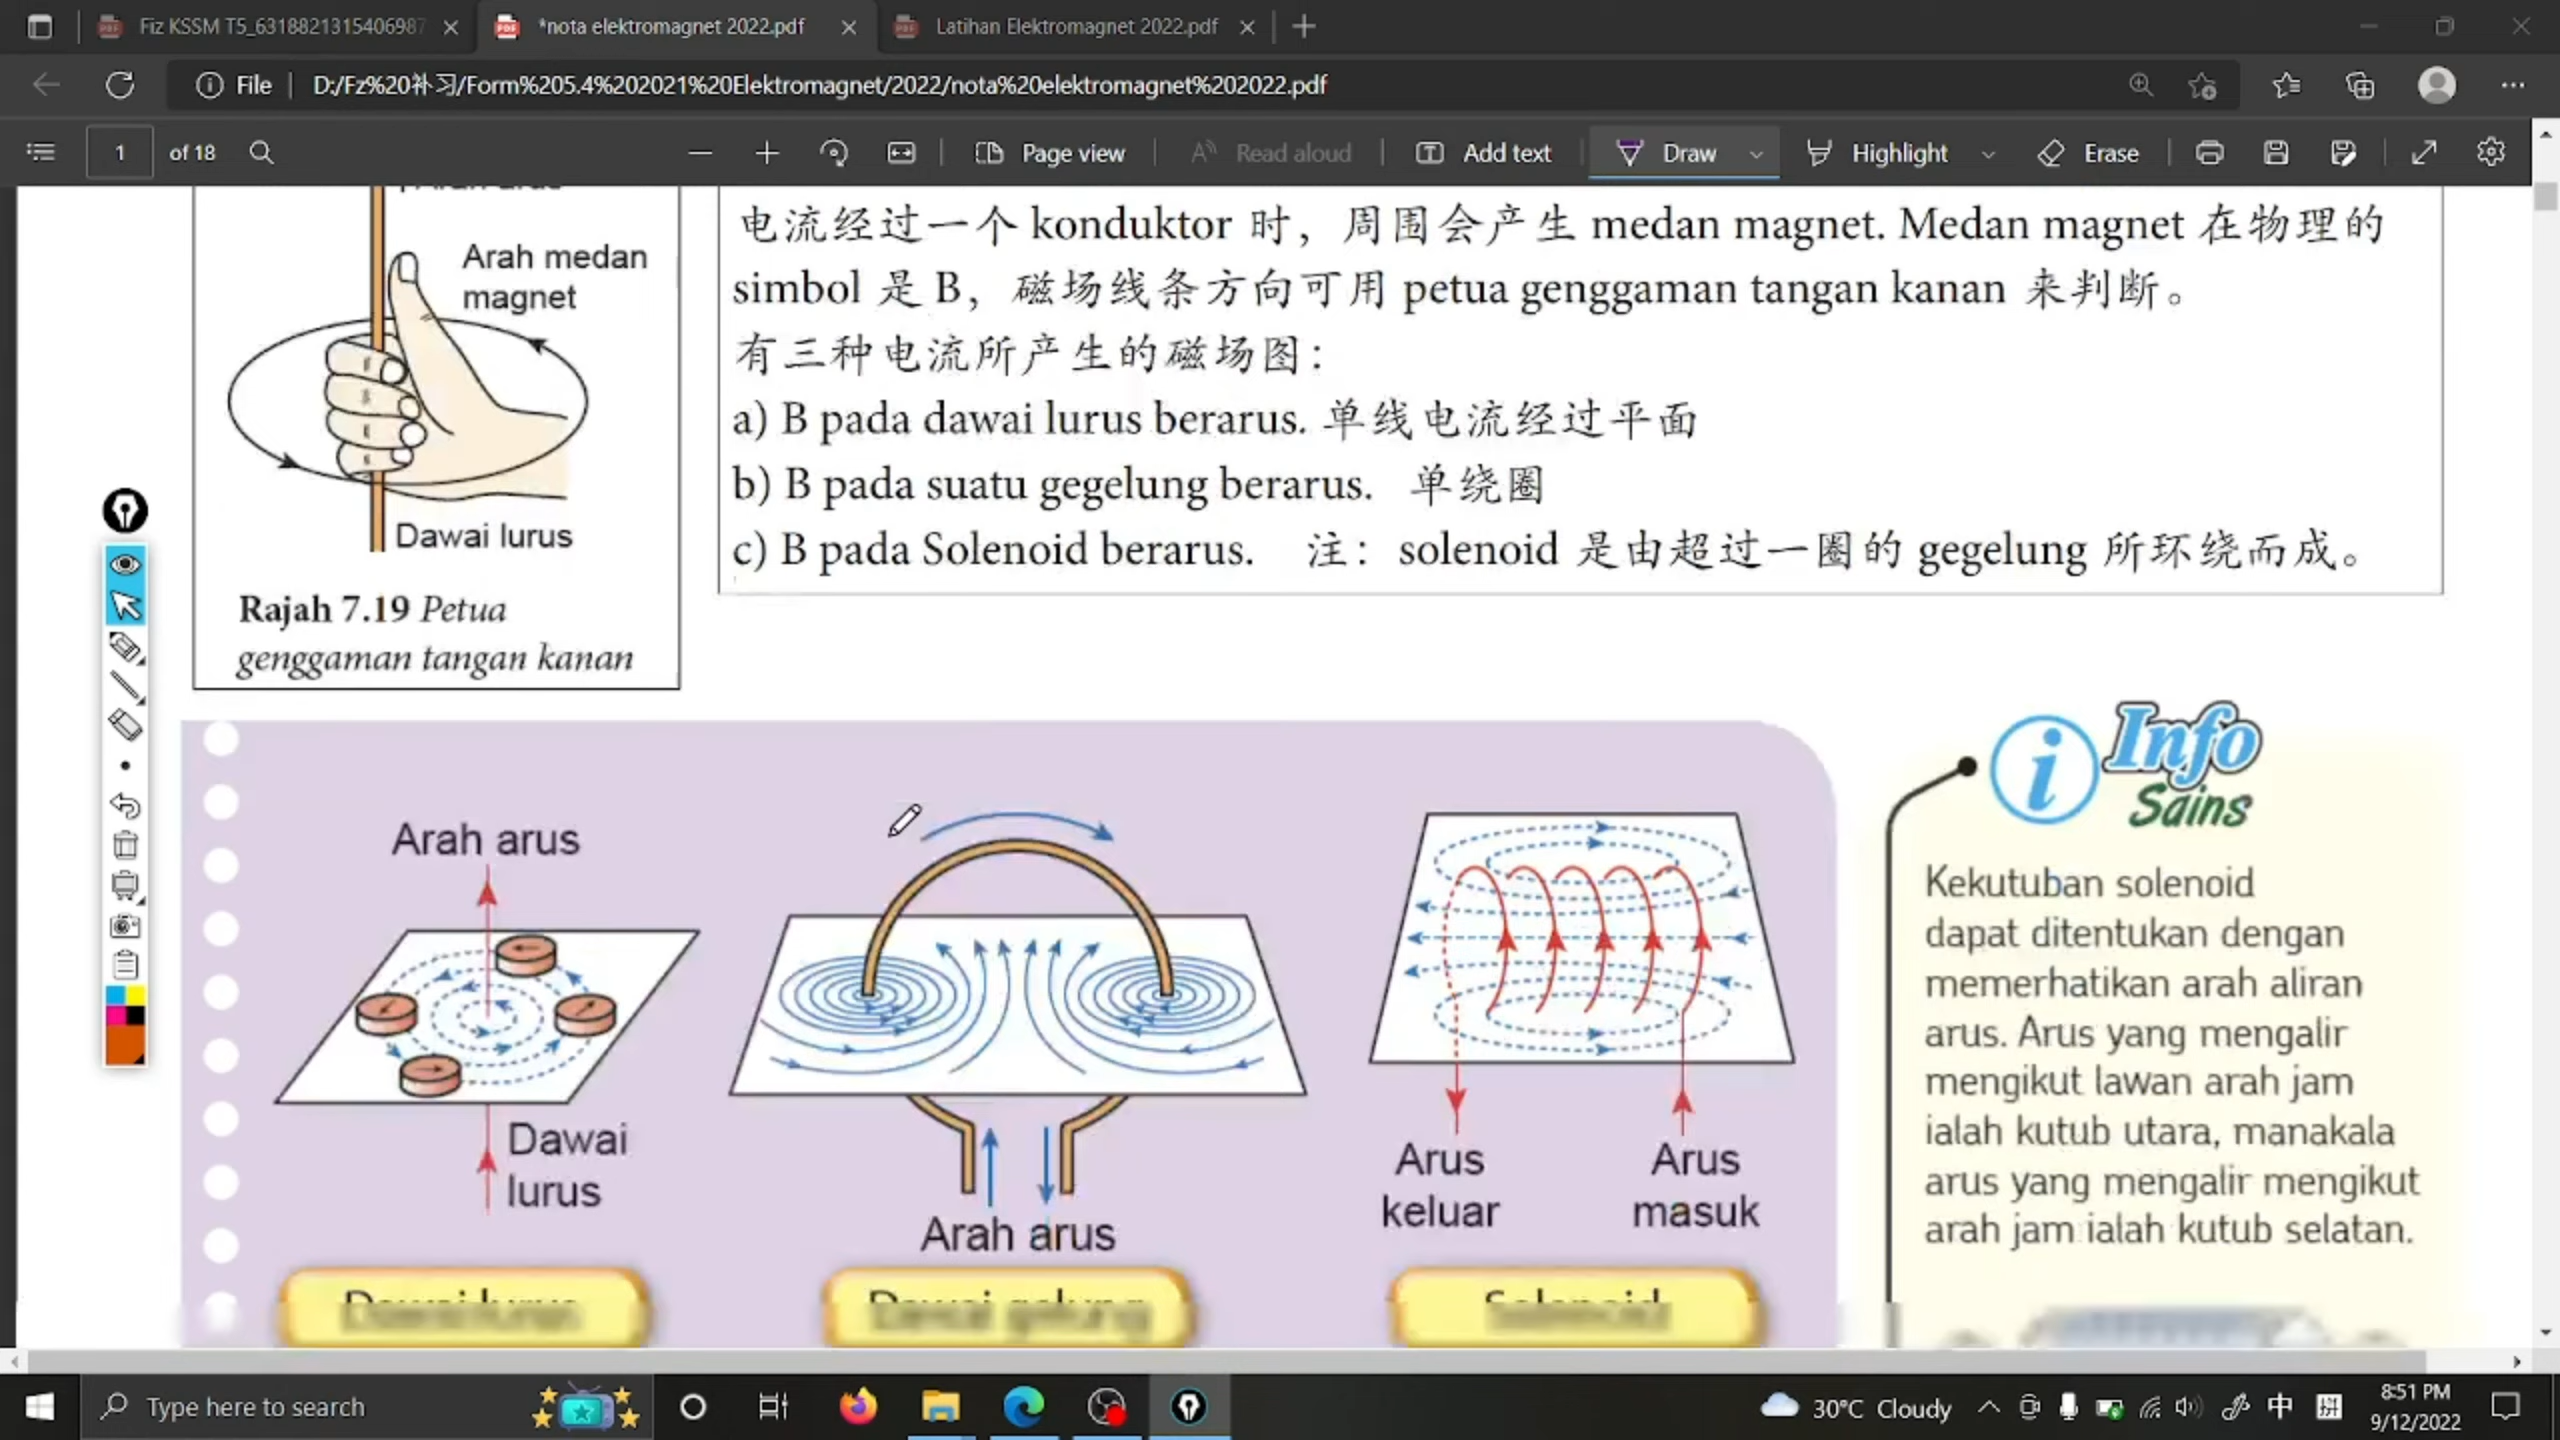 Fiz KSSM T5_6318821315406987
*nota elektromagnet 2022.pdf
Latihan Elektromagnet 2022.pdf
File
D:/Fz%20补习/Form%205.4%202021%20Elektromagnet/2022/nota%20elektromagnet%202022.pdf
1 of 18
Page view
Read aloud
Add text
Draw
Highlight
Erase
Arah medan
magnet
Dawai lurus
Rajah 7.19 Petua
genggaman tangan kanan
电流经过一个 konduktor 时，周围会产生 medan magnet. Medan magnet 在物理的
simbol 是 B，磁场线条方向可用 petua genggaman tangan kanan 来判断。
有三种电流所产生的磁场图：
a) B pada dawai lurus berarus. 单线电流经过平面
b) B pada suatu gegelung berarus. 单绕圈
c) B pada Solenoid berarus. 注：solenoid 是由超过一圈的 gegelung 所环绕而成。
Arah arus
Dawai
lurus
Arah arus
Arus
keluar
Arus
masuk
Dawai lurus
Dawai gelung
Solenoid
i
Info
Sains
Kekutuban solenoid
dapat ditentukan dengan
memerhatikan arah aliran
arus. Arus yang mengalir
mengikut lawan arah jam
ialah kutub utara, manakala
arus yang mengalir mengikut
arah jam ialah kutub selatan.
Type here to search
30°C Cloudy
中
拼
8:51 PM
9/12/2022